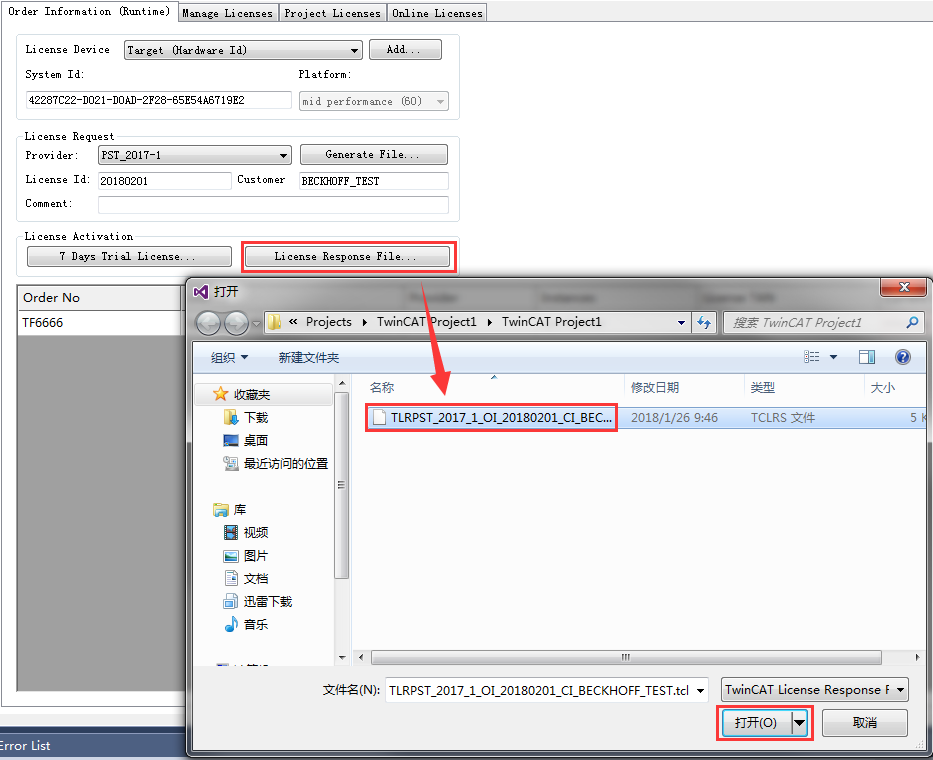 Order Information (Runtime) Manage Licenses Project Licenses Online Licenses
License Device Target (Hardware Id) Add...
System Id: Platform:
42287C22-D021-D0AD-2F28-65E54A6719E2 mid performance (60)
License Request
Provider: PST_2017-1 Generate File...
License Id: 20180201 Customer BECKHOFF_TEST
Comment:
License Activation
7 Days Trial License... License Response File...
Order No
TF6666
打开
« Projects TwinCAT Project1 TwinCAT Project1 搜索 TwinCAT Project1
组织 新建文件夹
收藏夹
下载
桌面
最近访问的位置
库
视频
图片
文档
迅雷下载
音乐
名称 修改日期 类型 大小
TLRPST_2017_1_OI_20180201_CI_BEC... 2018/1/26 9:46 TCLRS 文件 5 K
文件名(N): TLRPST_2017_1_OI_20180201_CI_BECKHOFF_TEST.tcl TwinCAT License Response F
打开(O) 取消
Error List